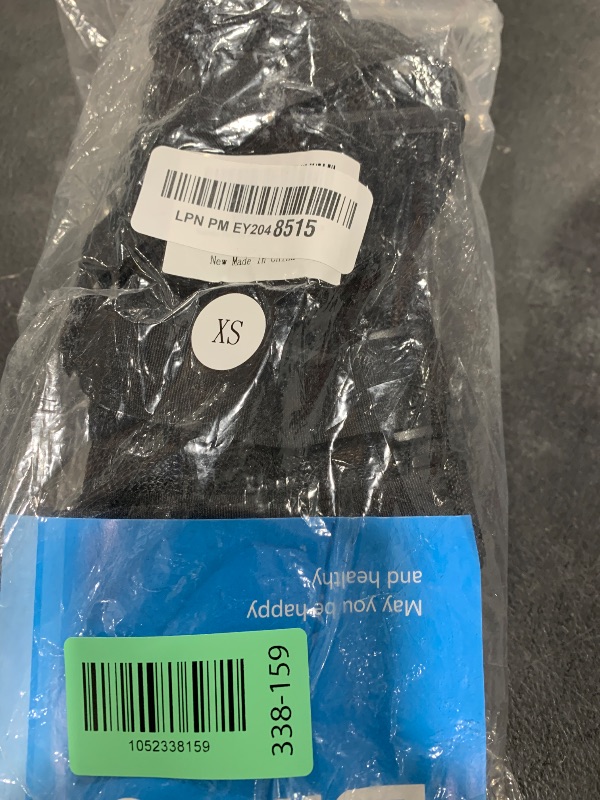 LPN PM EY2048515
New Made in China
XS
May you be happy
and healthy
1052338159
338-159